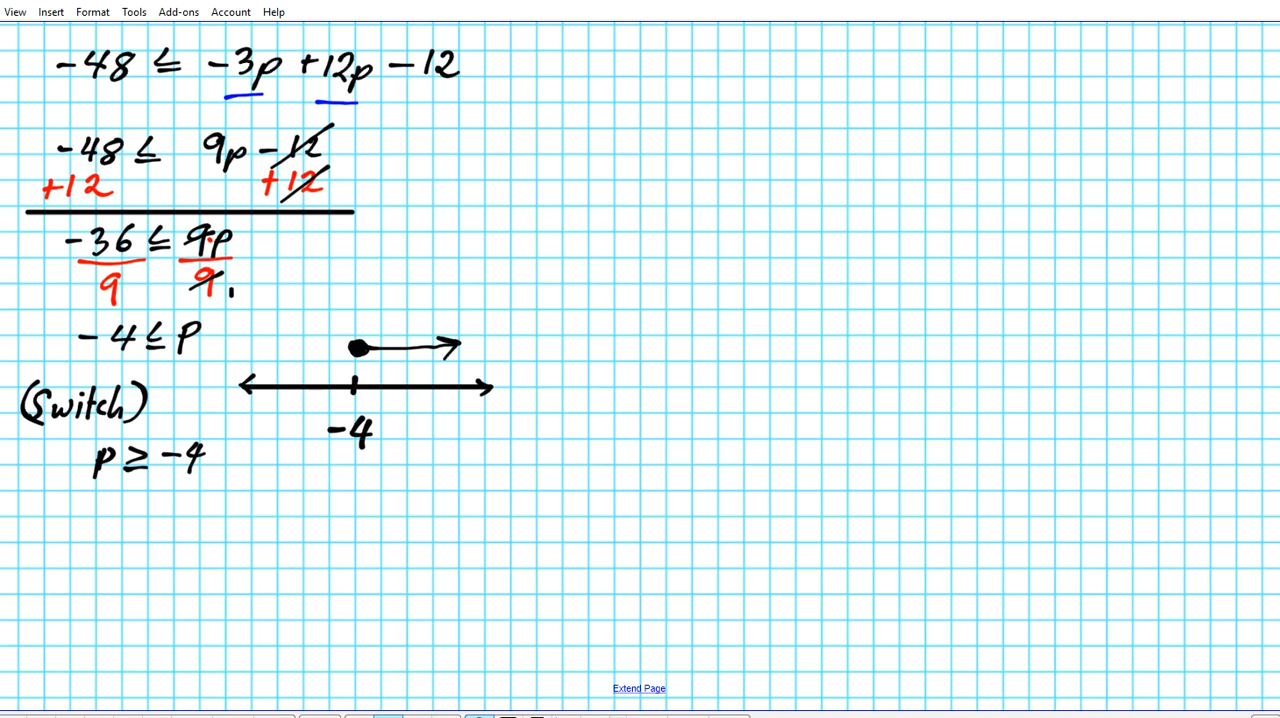 View Insert Format Tools Add-ons Account Help
-48 ≤ -3p +12p -12
-48 ≤ 9p -12
+12 +12
-36 ≤ 9·p
9 9
-4 ≤ p
(Switch)
-4
p ≥ -4
Extend Page